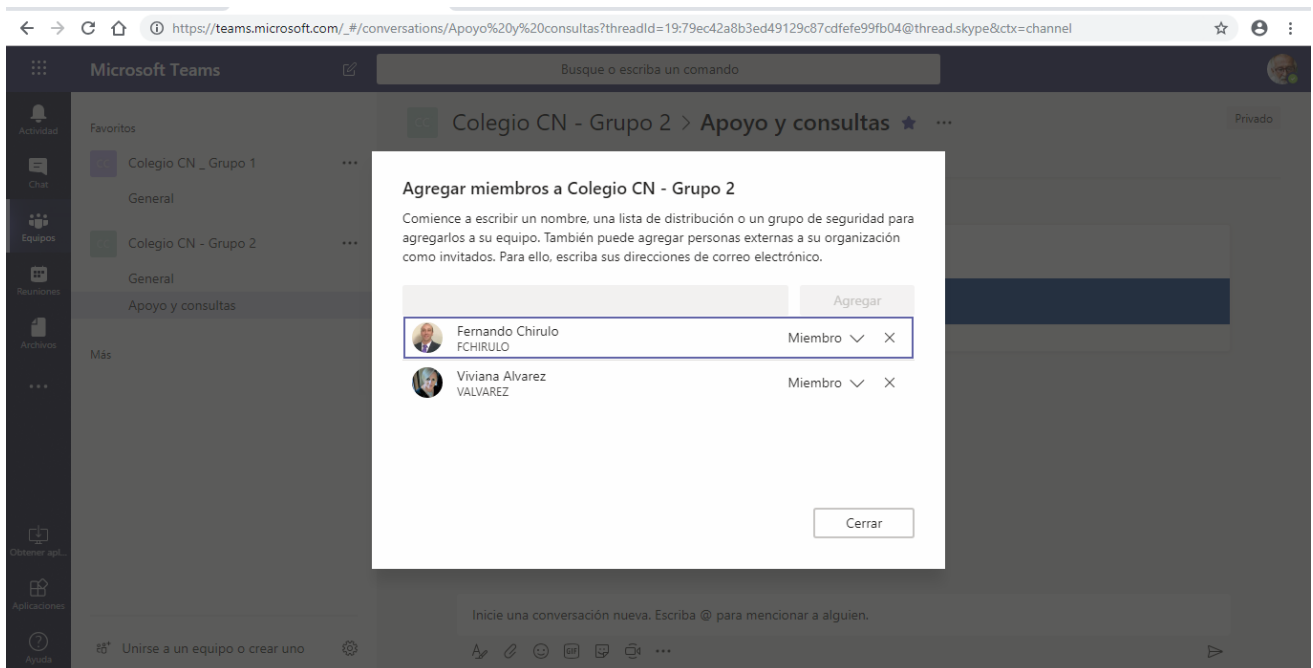 https://teams.microsoft.com/_#/conversations/Apoyo%20y%20consultas?threadId=19:79ec42a8b3ed49129c87cdfefe99fb04@thread.skype&ctx=channel
Microsoft Teams
Busque o escriba un comando
Actividad
Chat
Equipos
Reuniones
Archivos
Obtener apl...
Aplicaciones
Ayuda
Favoritos
CC Colegio CN _ Grupo 1
General
CC Colegio CN - Grupo 2
General
Apoyo y consultas
Más
Unirse a un equipo o crear uno
CC Colegio CN - Grupo 2 > Apoyo y consultas
Privado
Agregar miembros a Colegio CN - Grupo 2
Comience a escribir un nombre, una lista de distribución o un grupo de seguridad para
agregarlos a su equipo. También puede agregar personas externas a su organización
como invitados. Para ello, escriba sus direcciones de correo electrónico.
Agregar
Fernando Chirulo
FCHIRULO
Miembro
Viviana Alvarez
VALVAREZ
Miembro
Cerrar
Inicie una conversación nueva. Escriba @ para mencionar a alguien.
GIF